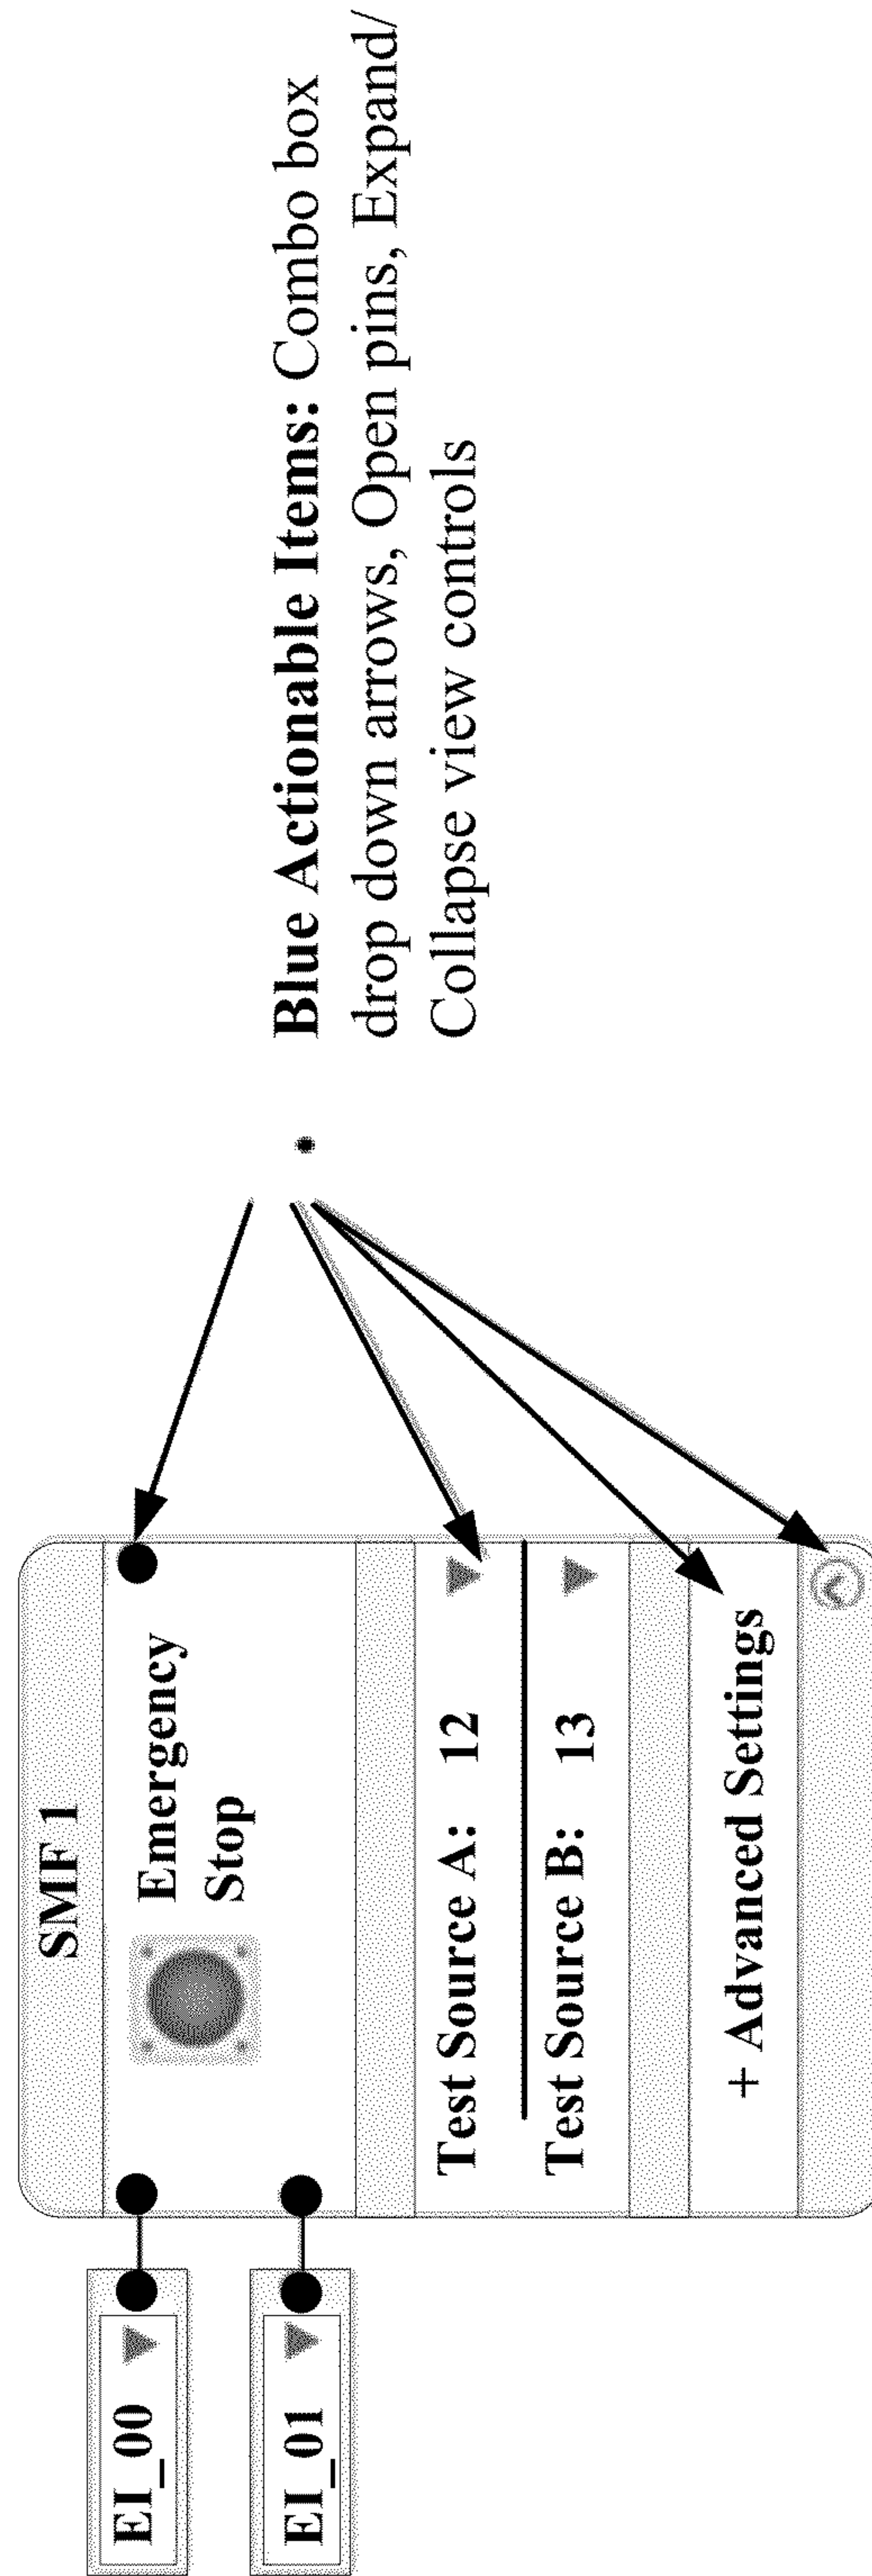 SMF 1
EI_00
Emergency
Stop
EI_01
Test Source A: 12
Test Source B: 13
+ Advanced Settings
Blue Actionable Items: Combo box
drop down arrows, Open pins, Expand/
Collapse view controls